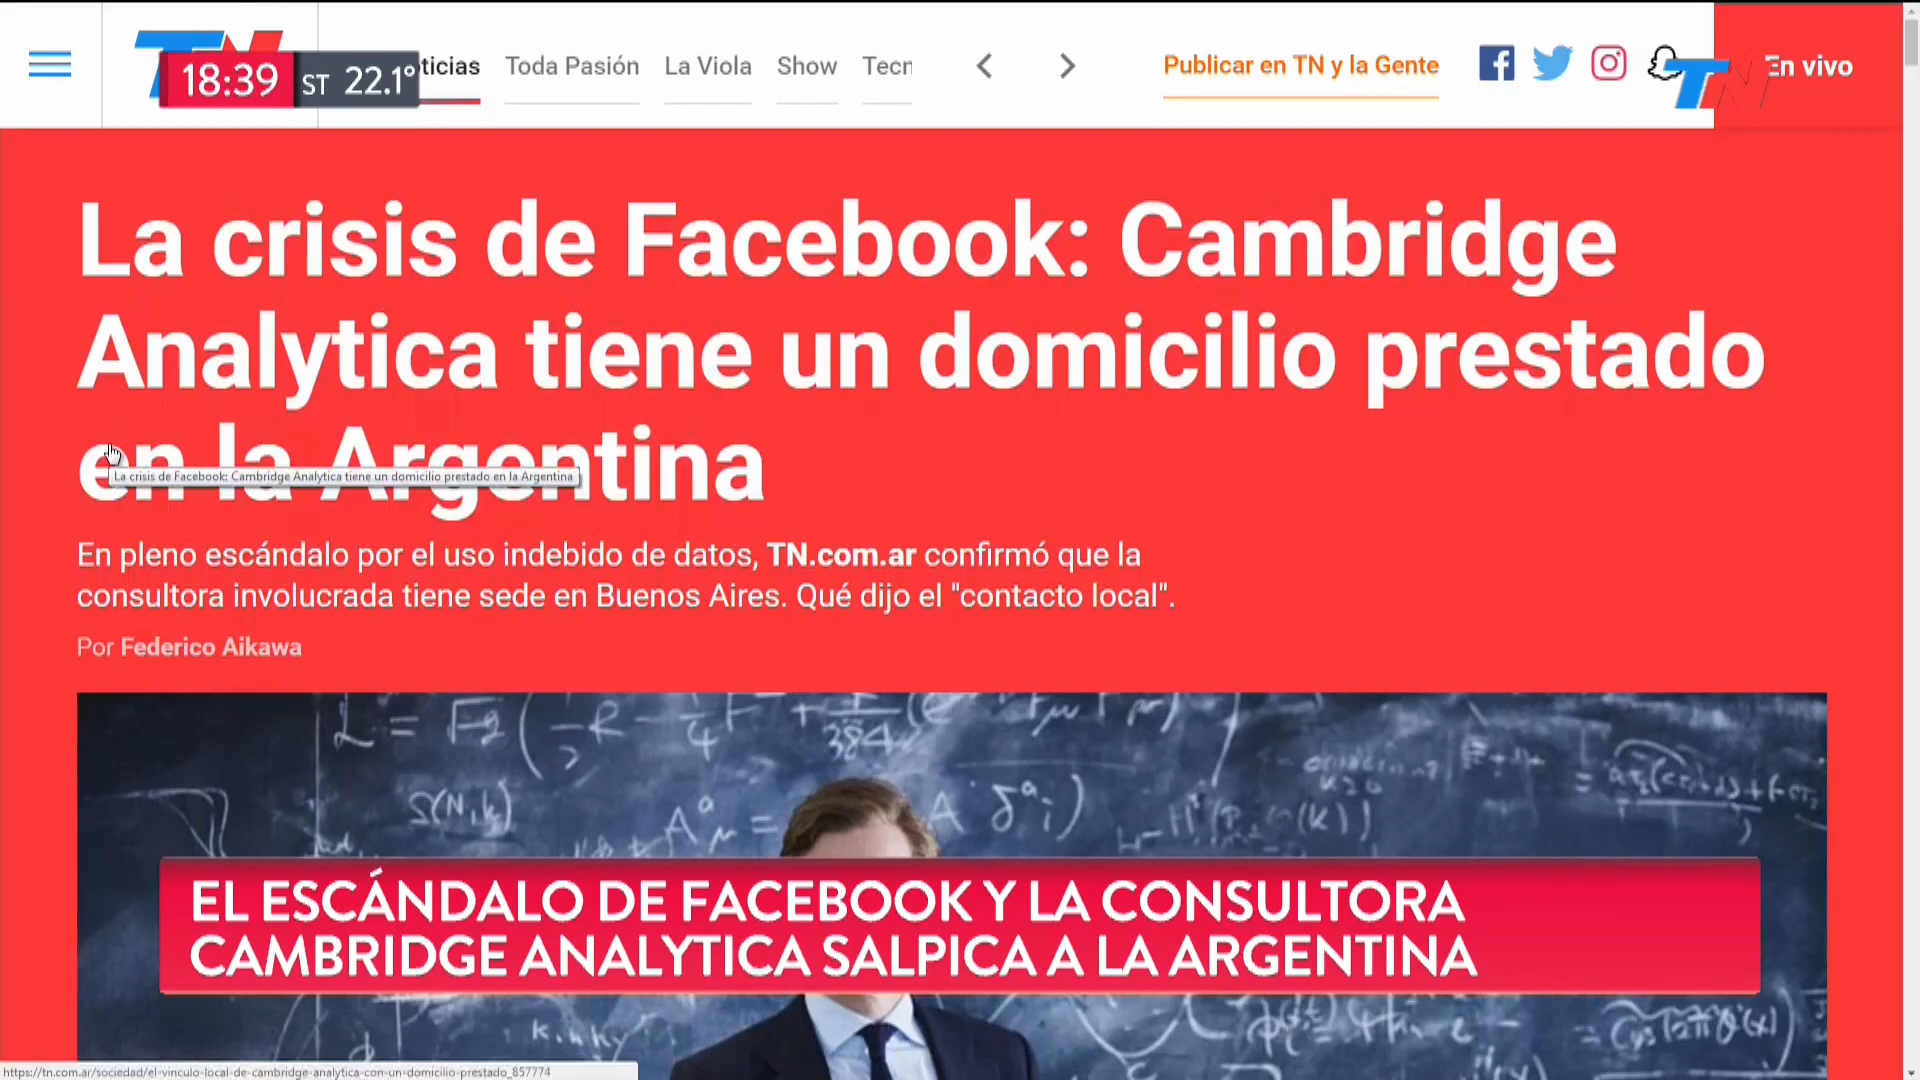 TN
18:39 ST 22.1°
ticias Toda Pasión La Viola Show Tecn
Publicar en TN y la Gente
TN
En vivo
La crisis de Facebook: Cambridge
Analytica tiene un domicilio prestado
en la Argentina
La crisis de Facebook: Cambridge Analytica tiene un domicilio prestado en la Argentina
En pleno escándalo por el uso indebido de datos, TN.com.ar confirmó que la
consultora involucrada tiene sede en Buenos Aires. Qué dijo el "contacto local".
Por Federico Aikawa
S(N,k)
EL ESCÁNDALO DE FACEBOOK Y LA CONSULTORA
CAMBRIDGE ANALYTICA SALPICA A LA ARGENTINA
https://tn.com.ar/sociedad/el-vinculo-local-de-cambridge-analytica-con-un-domicilio-prestado_857774